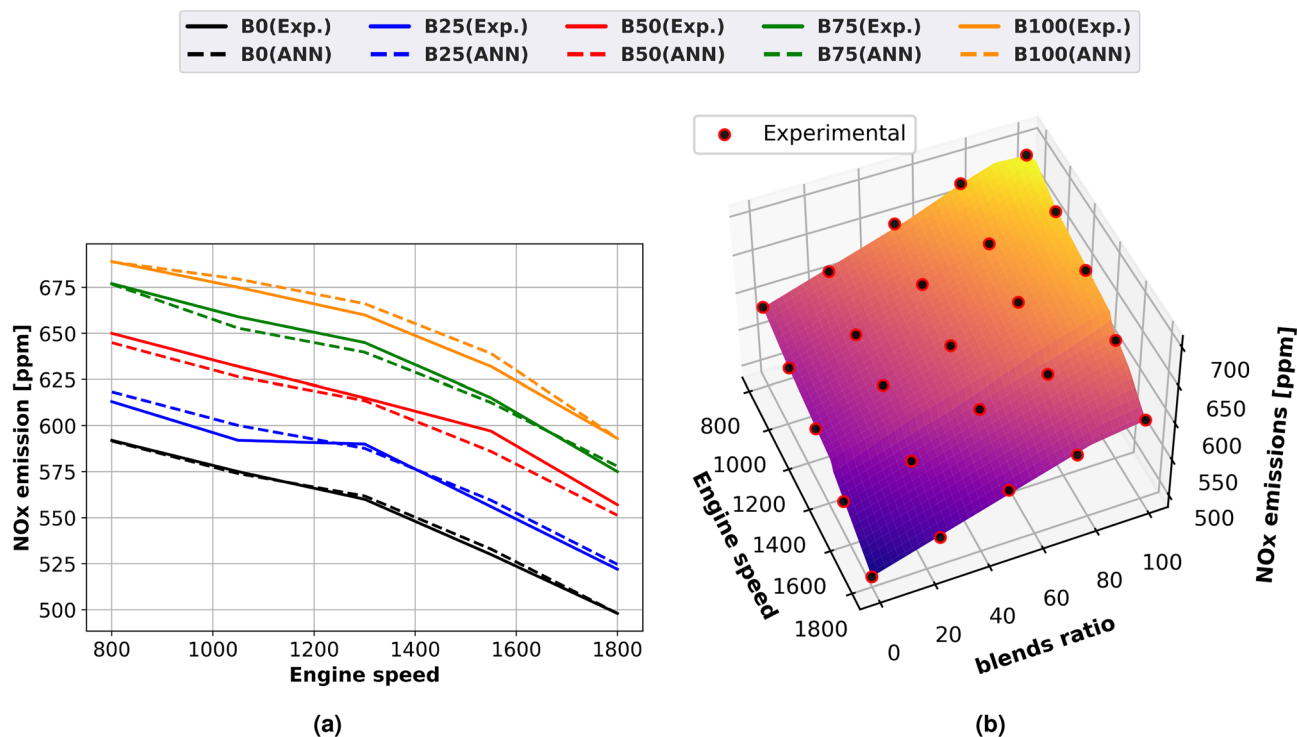 B0(Exp.) B25(Exp.) B50(Exp.) B75(Exp.) B100(Exp.)
B0(ANN) B25(ANN) B50(ANN) B75(ANN) B100(ANN)
675
650
625
600
575
550
525
500
NOx emission [ppm]
800 1000 1200 1400 1600 1800
Engine speed
(a)
Experimental
800
1000
1200
1400
1600
1800
Engine speed
0
20
40
60
80
100
blends ratio
700
650
600
550
500
NOx emissions [ppm]
(b)